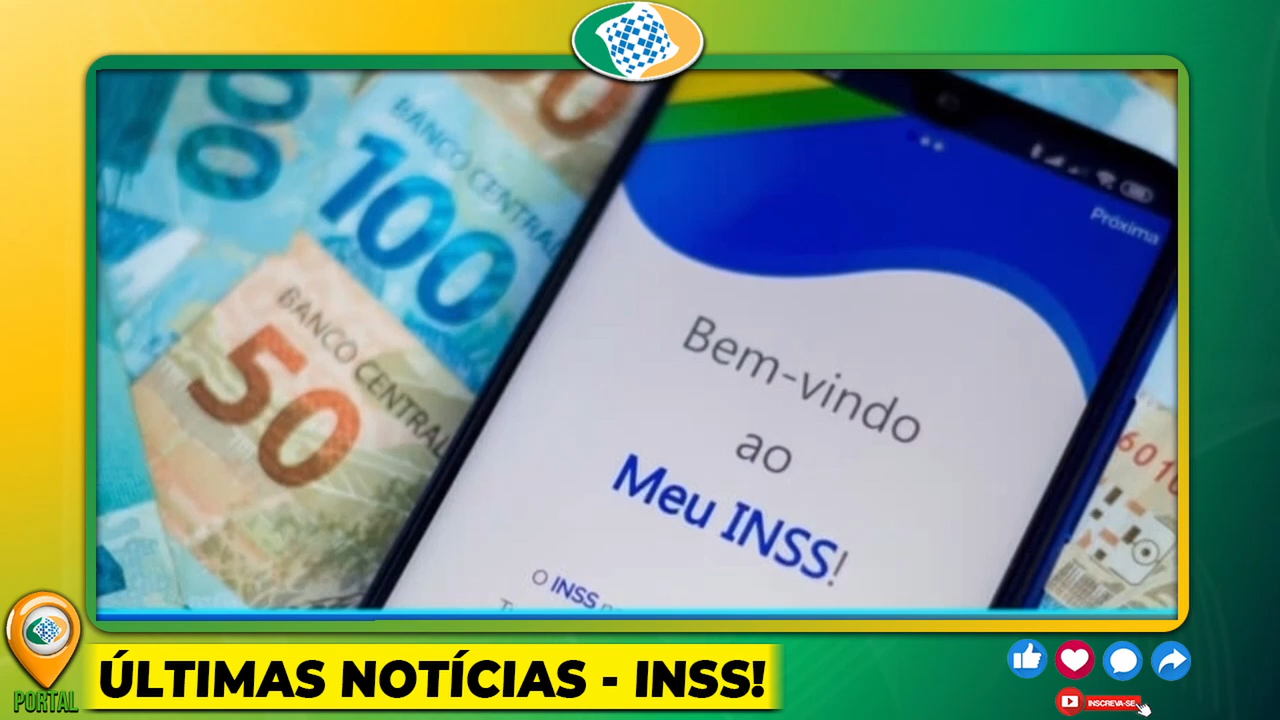 100
BANCO CENTRAL
50
BANCO CENTRAL
Próxima
Bem-vindo
ao
Meu INSS!
O INSS
ÚLTIMAS NOTÍCIAS - INSS!
PORTAL
INSCREVA-SE